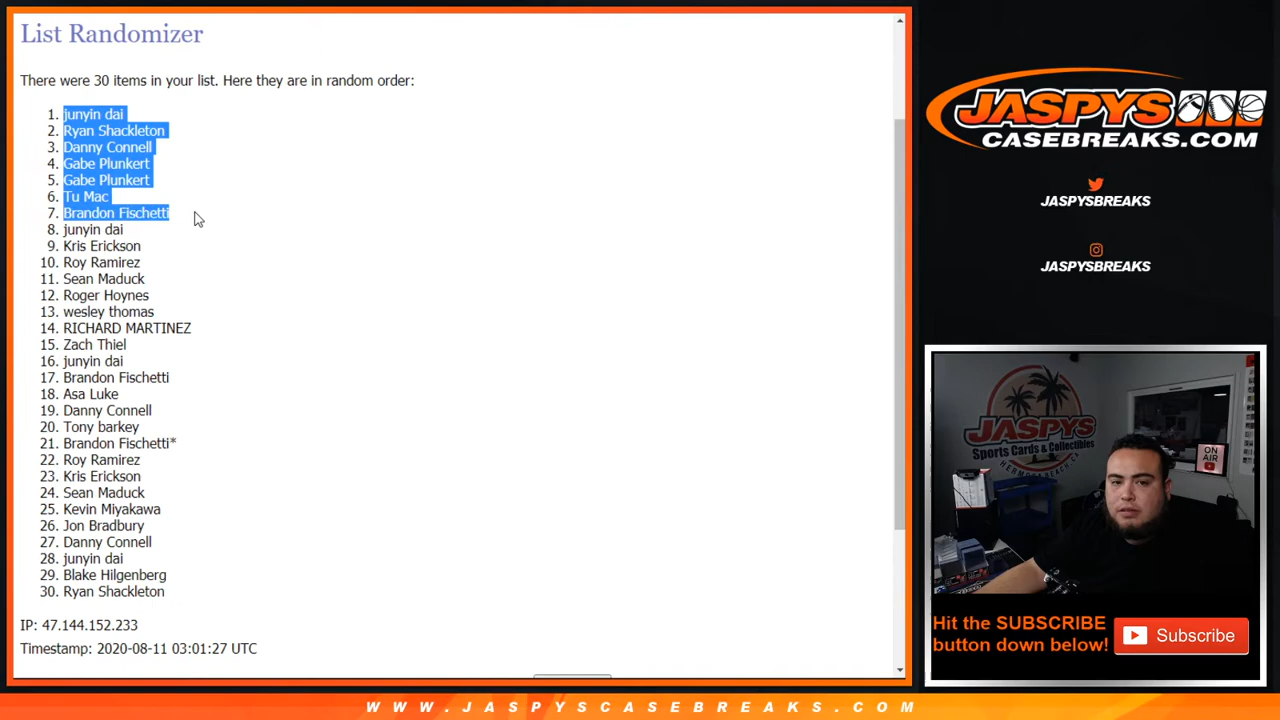 List Randomizer
There were 30 items in your list. Here they are in random order:
1. junyin dai
2. Ryan Shackleton
3. Danny Connell
4. Gabe Plunkert
5. Gabe Plunkert
6. Tu Mac
7. Brandon Fischetti
8. junyin dai
9. Kris Erickson
10. Roy Ramirez
11. Sean Maduck
12. Roger Hoynes
13. wesley thomas
14. RICHARD MARTINEZ
15. Zach Thiel
16. junyin dai
17. Brandon Fischetti
18. Asa Luke
19. Danny Connell
20. Tony barkey
21. Brandon Fischetti*
22. Roy Ramirez
23. Kris Erickson
24. Sean Maduck
25. Kevin Miyakawa
26. Jon Bradbury
27. Danny Connell
28. junyin dai
29. Blake Hilgenberg
30. Ryan Shackleton
IP: 47.144.152.233
Timestamp: 2020-08-11 03:01:27 UTC
JASPYS
CASEBREAKS.COM
JASPYSBREAKS
JASPYSBREAKS
JASPYS
Sports Cards & Collectibles
HERMOSA BEACH, CA
ON
AIR
Hit the SUBSCRIBE
button down below!
Subscribe
WWW.JASPYSCASEBREAKS.COM